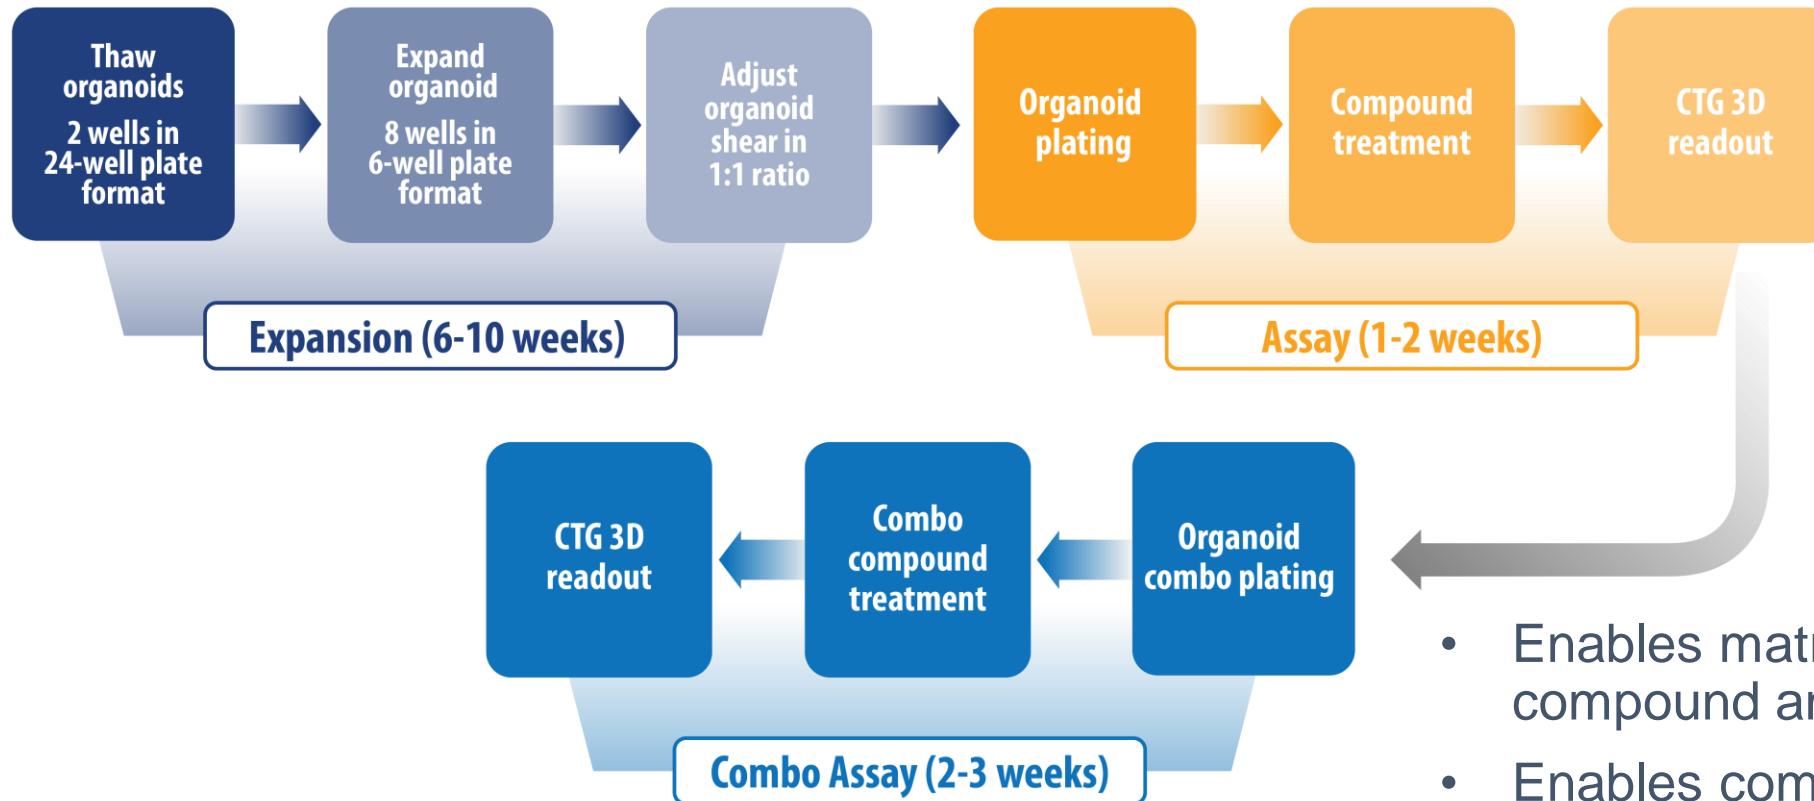 Thaw
organoids
2 wells in
24-well plate
format
Expand
organoid
8 wells in
6-well plate
format
Adjust
organoid
shear in
1:1 ratio
Organoid
plating
Compound
treatment
CTG 3D
readout
Expansion (6-10 weeks)
Assay (1-2 weeks)
CTG 3D
readout
Combo
compound
treatment
Organoid
combo plating
Combo Assay (2-3 weeks)
• Enables
compound
• Enables